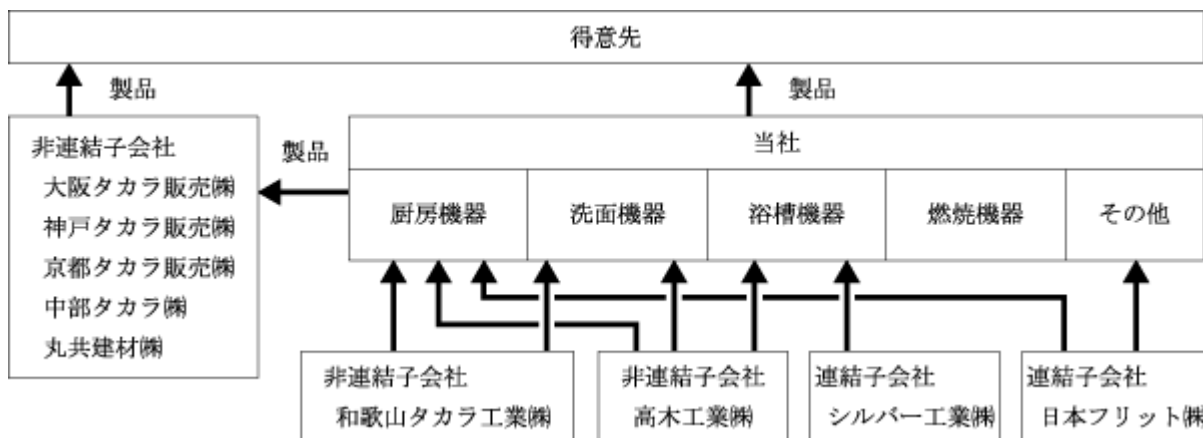 得意先
製品
製品
非連結子会社
大阪タカラ販売㈱
神戸タカラ販売㈱
京都タカラ販売㈱
中部タカラ㈱
丸共建材㈱
製品
当社
厨房機器
洗面機器
浴槽機器
燃焼機器
その他
非連結子会社
和歌山タカラ工業㈱
非連結子会社
高木工業㈱
連結子会社
シルバー工業㈱
連結子会社
日本フリット㈱